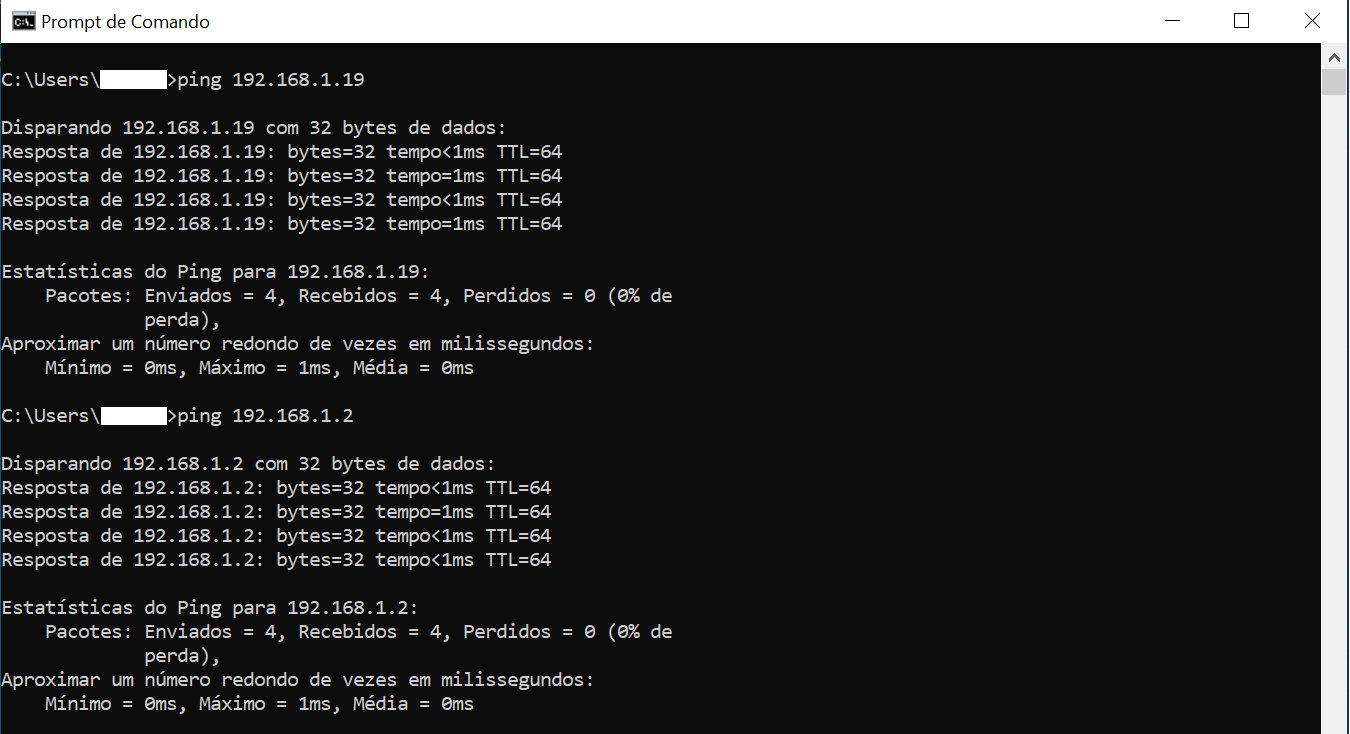 Prompt de Comando
C:\Users\>ping 192.168.1.19
Disparando 192.168.1.19 com 32 bytes de dados:
Resposta de 192.168.1.19: bytes=32 tempo<1ms TTL=64
Resposta de 192.168.1.19: bytes=32 tempo=1ms TTL=64
Resposta de 192.168.1.19: bytes=32 tempo<1ms TTL=64
Resposta de 192.168.1.19: bytes=32 tempo=1ms TTL=64
Estatísticas do Ping para 192.168.1.19:
Pacotes: Enviados = 4, Recebidos = 4, Perdidos = 0 (0% de
perda),
Aproximar um número redondo de vezes em milissegundos:
Mínimo = 0ms, Máximo = 1ms, Média = 0ms
C:\Users\>ping 192.168.1.2
Disparando 192.168.1.2 com 32 bytes de dados:
Resposta de 192.168.1.2: bytes=32 tempo<1ms TTL=64
Resposta de 192.168.1.2: bytes=32 tempo=1ms TTL=64
Resposta de 192.168.1.2: bytes=32 tempo<1ms TTL=64
Resposta de 192.168.1.2: bytes=32 tempo<1ms TTL=64
Estatísticas do Ping para 192.168.1.2:
Pacotes: Enviados = 4, Recebidos = 4, Perdidos = 0 (0% de
perda),
Aproximar um número redondo de vezes em milissegundos:
Mínimo = 0ms, Máximo = 1ms, Média = 0ms